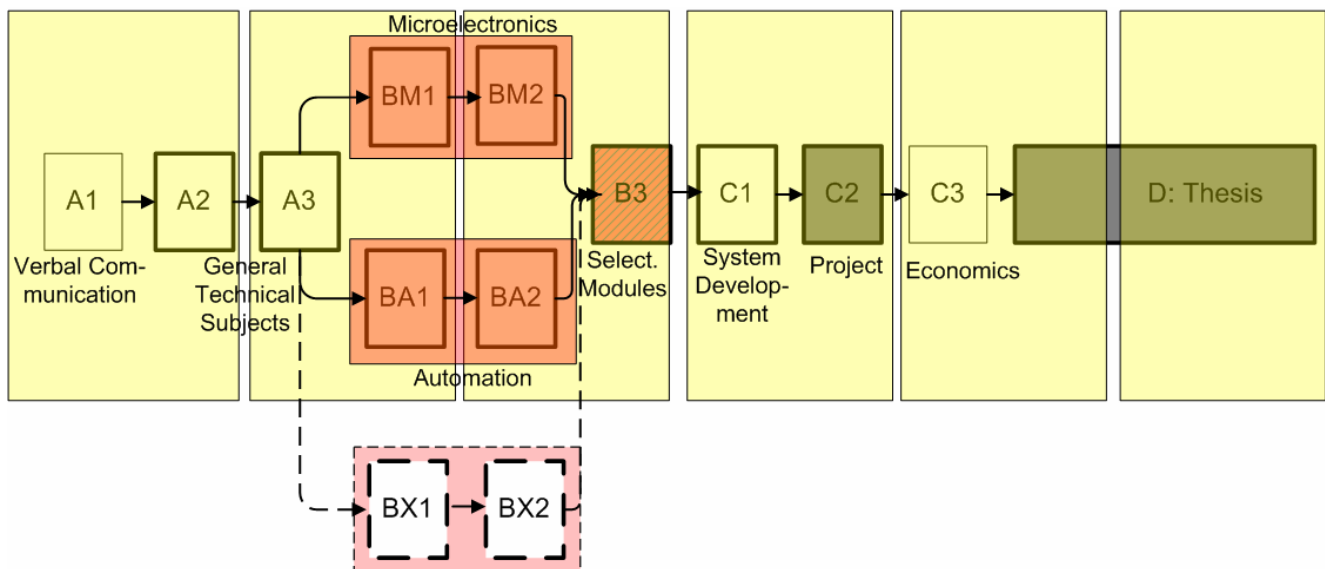 Microelectronics
BM1
BM2
A1
A2
A3
B3
C1
C2
C3
D: Thesis
Verbal Com-
munication
General
Technical
Subjects
BA1
BA2
Select.
Modules
System
Develop-
ment
Project
Economics
Automation
BX1
BX2